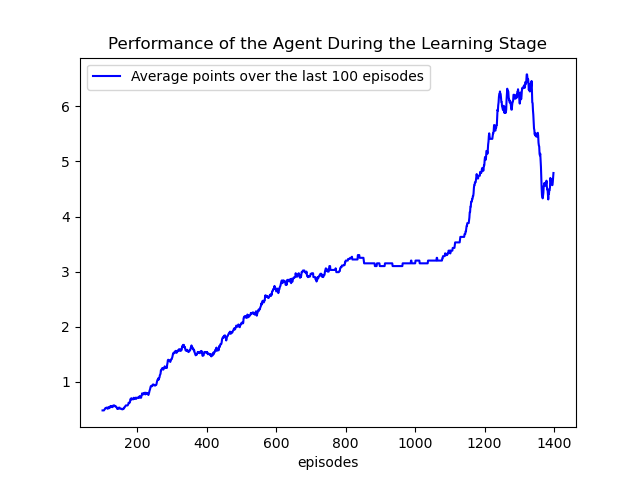 Performance of the Agent During the Learning Stage
Average points over the last 100 episodes
6
5
4
3
2
1
200 400 600 800 1000 1200 1400
episodes